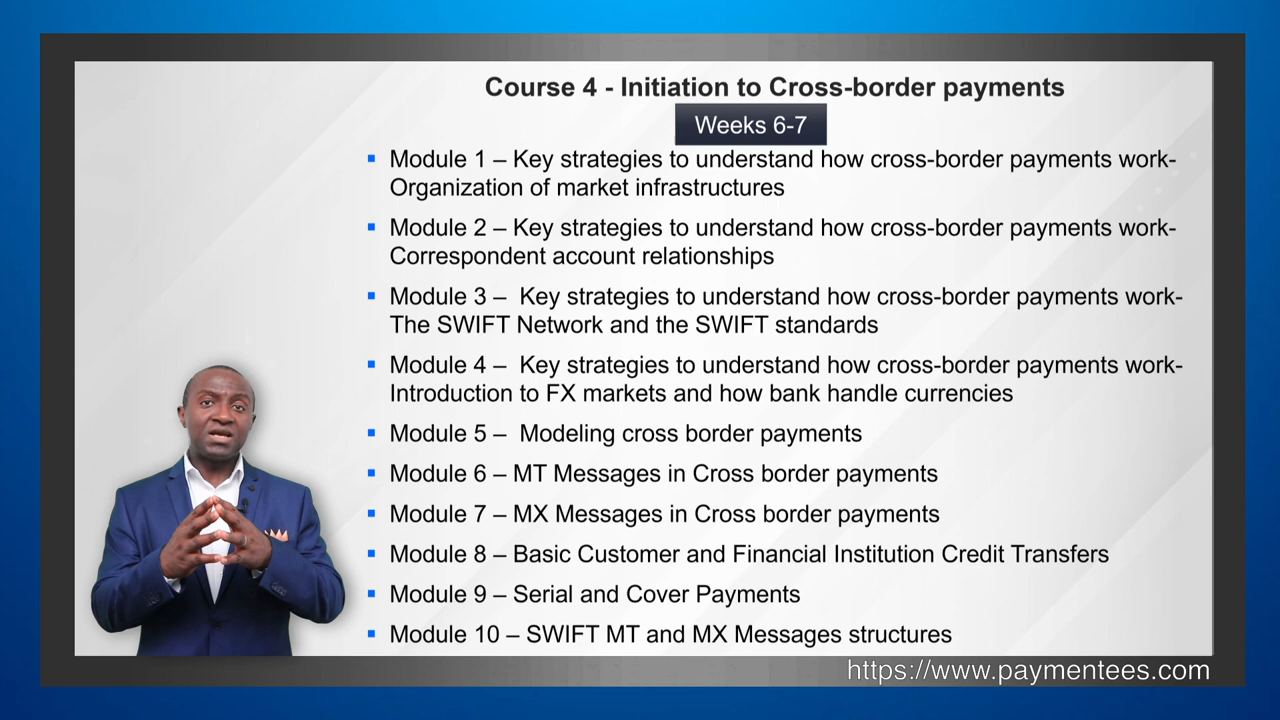 Course 4 - Initiation to Cross-border payments
Weeks 6-7
▪ Module 1 – Key strategies to understand how cross-border payments work-
Organization of market infrastructures
▪ Module 2 – Key strategies to understand how cross-border payments work-
Correspondent account relationships
▪ Module 3 – Key strategies to understand how cross-border payments work-
The SWIFT Network and the SWIFT standards
▪ Module 4 – Key strategies to understand how cross-border payments work-
Introduction to FX markets and how bank handle currencies
▪ Module 5 – Modeling cross border payments
▪ Module 6 – MT Messages in Cross border payments
▪ Module 7 – MX Messages in Cross border payments
▪ Module 8 – Basic Customer and Financial Institution Credit Transfers
▪ Module 9 – Serial and Cover Payments
▪ Module 10 – SWIFT MT and MX Messages structures
https://www.paymentees.com